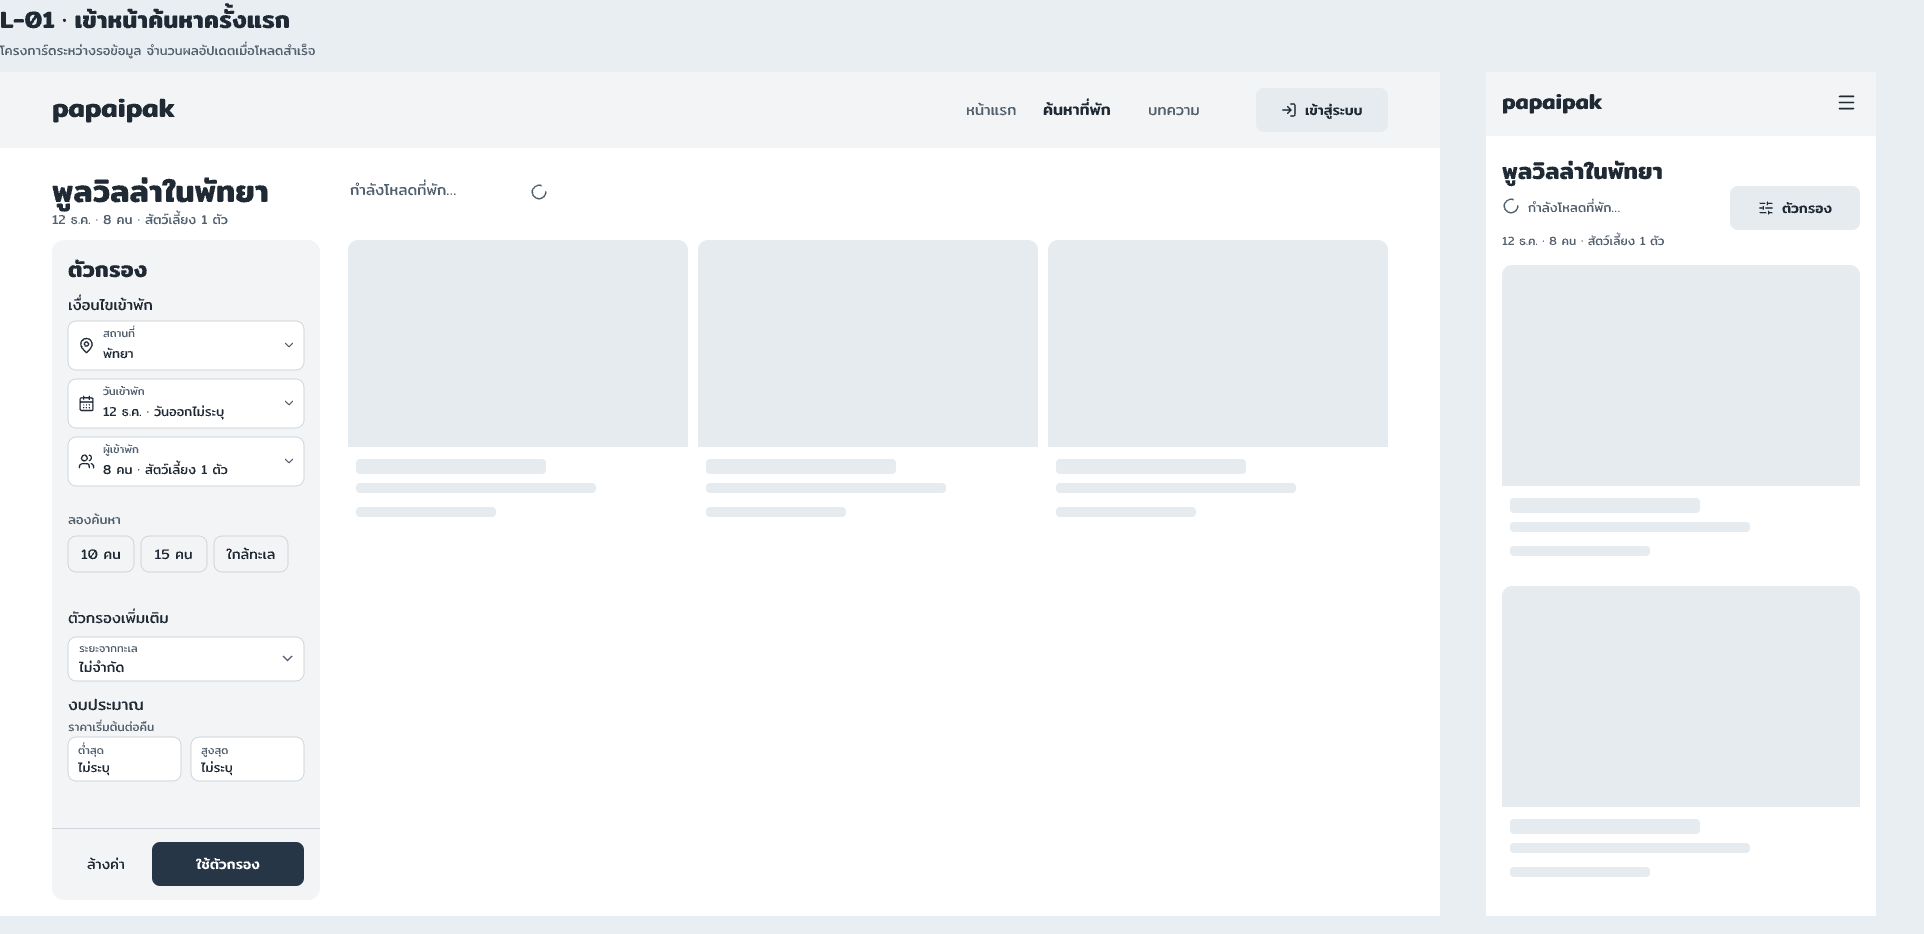 L-01 · เข้าหน้าค้นหาครั้งแรก
โครงการ์ดระหว่างรอข้อมูล จำนวนผลอัปเดตเมื่อโหลดสำเร็จ
papaipak
หน้าแรก
ค้นหาที่พัก
บทความ
เข้าสู่ระบบ
พูลวิลล่าในพัทยา
12 ธ.ค. · 8 คน · สัตว์เลี้ยง 1 ตัว
กำลังโหลดที่พัก...
ตัวกรอง
เงื่อนไขเข้าพัก
สถานที่
พัทยา
วันเข้าพัก
12 ธ.ค. · วันออกไม่ระบุ
ผู้เข้าพัก
8 คน · สัตว์เลี้ยง 1 ตัว
ลองค้นหา
10 คน
15 คน
ใกล้ทะเล
ตัวกรองเพิ่มเติม
ระยะจากทะเล
ไม่จำกัด
งบประมาณ
ราคาเริ่มต้นต่อคืน
ต่ำสุด
ไม่ระบุ
สูงสุด
ไม่ระบุ
ล้างค่า
ใช้ตัวกรอง
papaipak
พูลวิลล่าในพัทยา
กำลังโหลดที่พัก...
ตัวกรอง
12 ธ.ค. · 8 คน · สัตว์เลี้ยง 1 ตัว